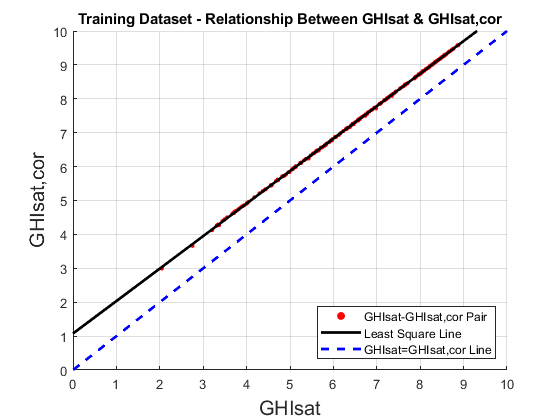 Training Dataset - Relationship Between GHIsat & GHIsat,cor
10
9
8
7
6
5
4
3
2
1
0
GHIsat,cor
GHIsat-GHIsat,cor Pair
Least Square Line
GHIsat=GHIsat,cor Line
0 1 2 3 4 5 6 7 8 9 10
GHIsat